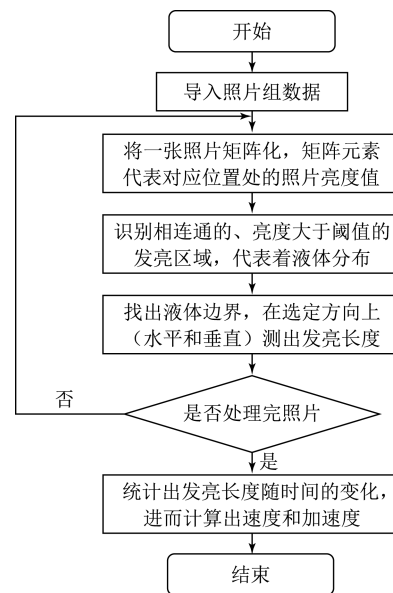 开始
导入照片组数据
将一张照片矩阵化，矩阵元素
代表对应位置处的照片亮度值
识别相连通的、亮度大于阈值的
发亮区域，代表着液体分布
找出液体边界，在选定方向上
（水平和垂直）测出发亮长度
否
是否处理完照片
是
统计出发亮长度随时间的变化，
进而计算出速度和加速度
结束